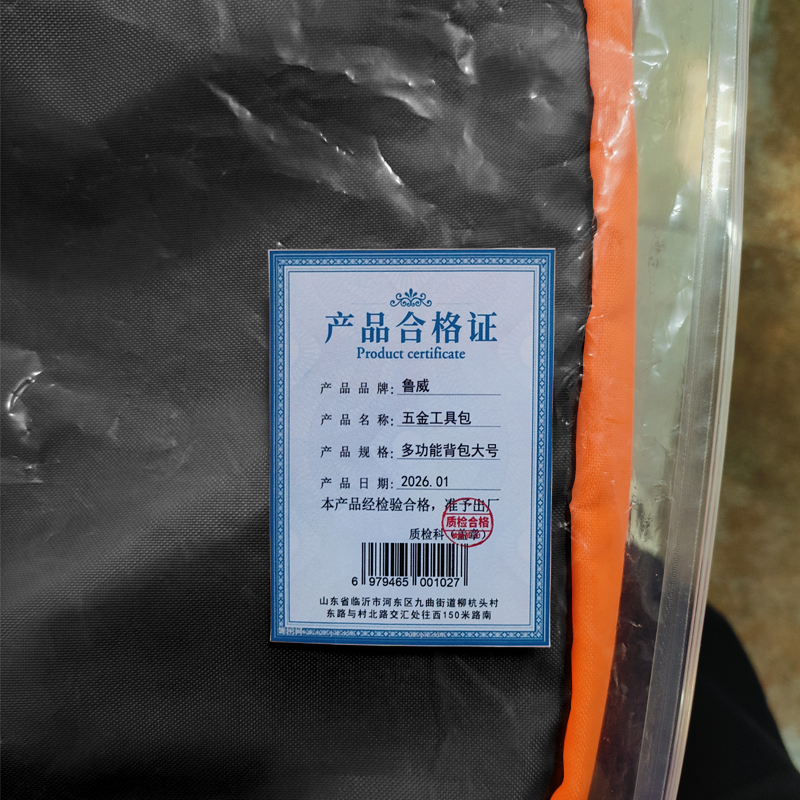 产品合格证
Product certificate
产品品牌：鲁威
产品名称：五金工具包
产品规格：多功能背包大号
产品日期：2026.01
本产品经检验合格，准予出厂
质检科（盖章）
质检合格
6 979465 001027
山东省临沂市河东区九曲街道柳杭头村
东路与村北路交汇处往西150米路南